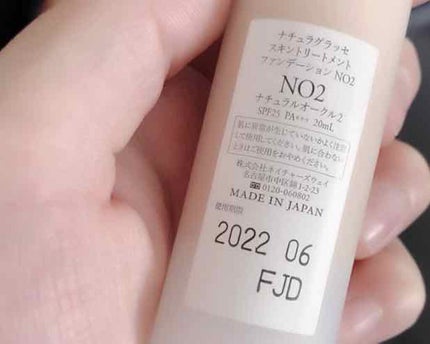 ナチュラグラッセ
スキントリートメント
ファンデーション NO2
NO2
ナチュラルオークル2
SPF25 PA+++ 20mL
肌に異常が生じていないかよく注意
して使用してください。肌に合わない
ときはご使用をおやめください。
株式会社ネイチャーズウェイ
名古屋市中区錦1-2-23
☎0120-060802
MADE IN JAPAN
使用期限
2022 06
FJD